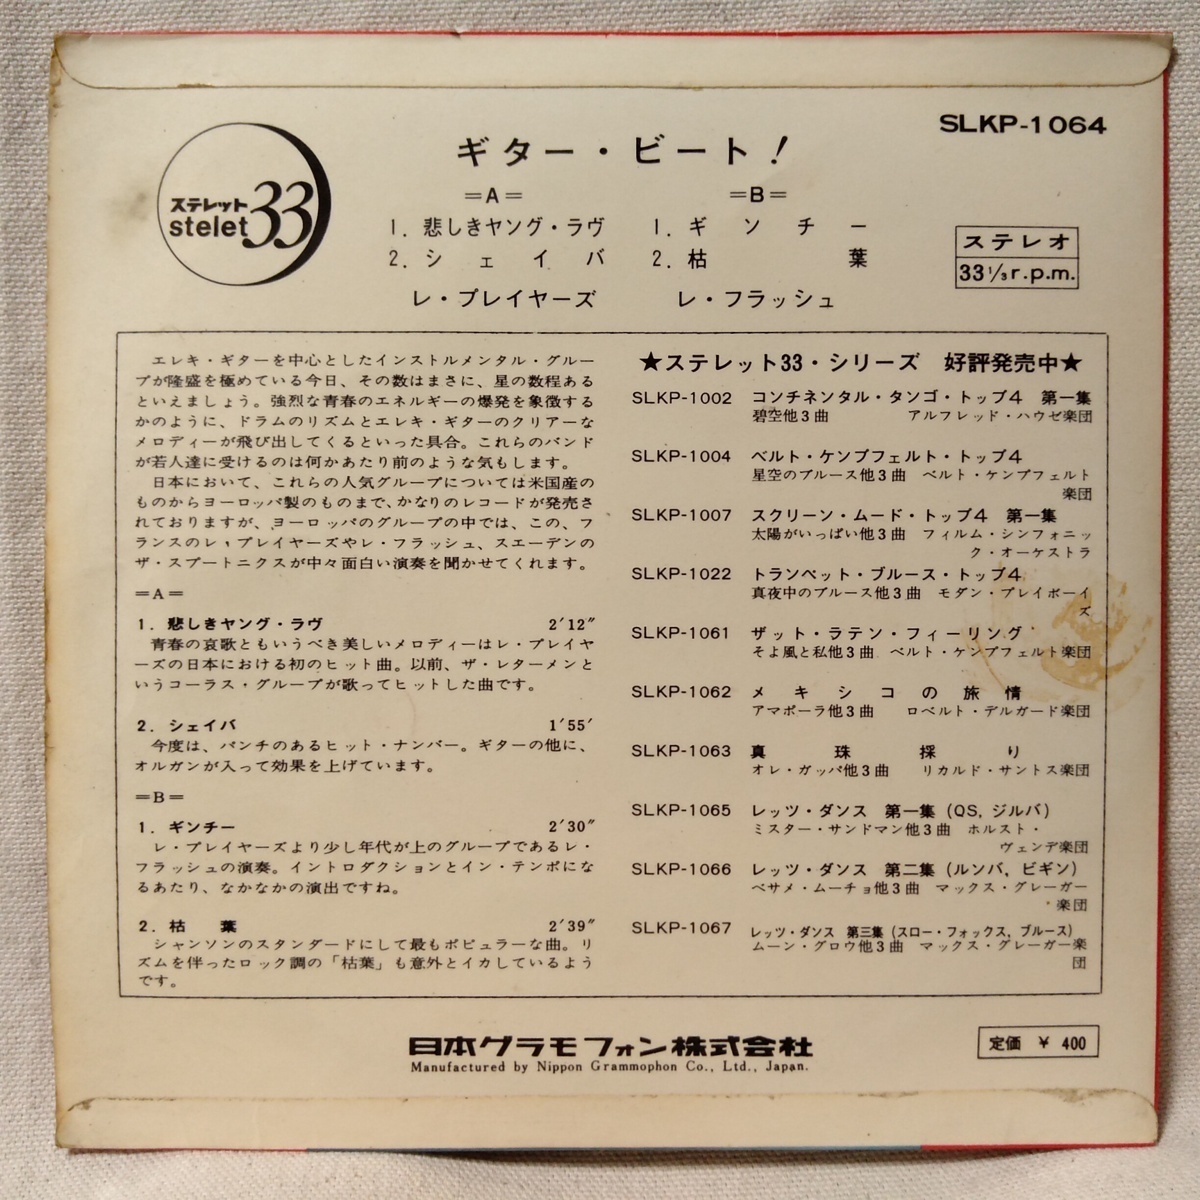 SLKP-1064
ステレット
stelet33
ギター・ビート！
＝A＝
1. 悲しきヤング・ラヴ
2. シェイバ
レ・プレイヤーズ
＝B＝
1. ギンチー
2. 枯葉
レ・フラッシュ
ステレオ
33⅓r.p.m.
エレキ・ギターを中心としたインストルメンタル・グルー
プが隆盛を極めている今日、その数はまさに、星の数程ある
といえましょう。強烈な青春のエネルギーの爆発を象徴する
かのように、ドラムのリズムとエレキ・ギターのクリアーな
メロディーが飛び出してくるといった具合。これらのバンド
が若人達に受けるのは何かあたり前のような気もします。
日本において、これらの人気グループについては米国産の
ものからヨーロッパ製のものまで、かなりのレコードが発売さ
れておりますが、ヨーロッパのグループの中では、この、フ
ランスのレ・プレイヤーズやレ・フラッシュ、スエーデンの
ザ・スプートニクスが中々面白い演奏を聞かせてくれます。
＝A＝
1. 悲しきヤング・ラヴ 2′12″
青春の哀歌ともいうべき美しいメロディーはレ・プレイヤ
ーズの日本における初のヒット曲。以前、ザ・レターメンと
いうコーラス・グループが歌ってヒットした曲です。
2. シェイバ 1′55′
今度は、パンチのあるヒット・ナンバー。ギターの他に、
オルガンが入って効果を上げています。
＝B＝
1. ギンチー 2′30″
レ・プレイヤーズより少し年代が上のグループであるレ・
フラッシュの演奏。イントロダクションとイン・テンポにな
るあたり、なかなかの演出ですね。
2. 枯　葉 2′39″
シャンソンのスタンダードにして最もポピュラーな曲。リ
ズムを伴ったロック調の「枯葉」も意外とイカしているよう
です。
★ステレット33・シリーズ　好評発売中★
SLKP-1002 コンチネンタル・タンゴ・トップ4　第一集
碧空他3曲 アルフレッド・ハウゼ楽団
SLKP-1004 ベルト・ケンプフェルト・トップ4
星空のブルース他3曲 ベルト・ケンプフェルト
楽団
SLKP-1007 スクリーン・ムード・トップ4　第一集
太陽がいっぱい他3曲 フィルム・シンフォニッ
ク・オーケストラ
SLKP-1022 トランペット・ブルース・トップ4
真夜中のブルース他3曲 モダン・プレイボーイ
ズ
SLKP-1061 ザット・ラテン・フィーリング
そよ風と私他3曲 ベルト・ケンプフェルト楽団
SLKP-1062 メキシコの旅情
アマポーラ他3曲 ロベルト・デルガード楽団
SLKP-1063 真珠採り
オレ・ガッパ他3曲 リカルド・サントス楽団
SLKP-1065 レッツ・ダンス　第一集（QS, ジルバ）
ミスター・サンドマン他3曲 ホルスト・
ヴェンデ楽団
SLKP-1066 レッツ・ダンス　第二集（ルンバ, ビギン）
ベサメ・ムーチョ他3曲 マックス・グレーガー
楽団
SLKP-1067 レッツ・ダンス　第三集（スロー・フォックス, ブルース）
ムーン・グロウ他3曲 マックス・グレーガー楽
団
日本グラモフォン株式会社
Manufactured by Nippon Grammophon Co., Ltd., Japan.
定価 ￥ 400